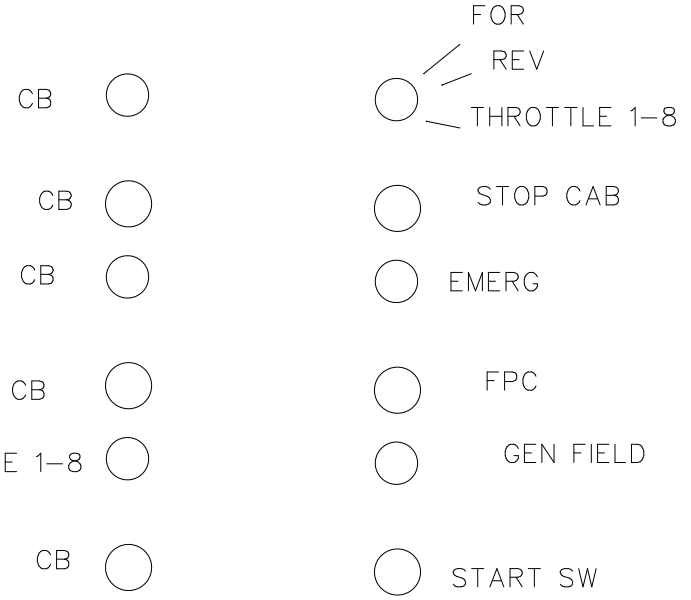 FOR
REV
CB
THROTTLE 1-8
CB
STOP CAB
CB
EMERG
CB
FPC
E 1-8
GEN FIELD
CB
START SW